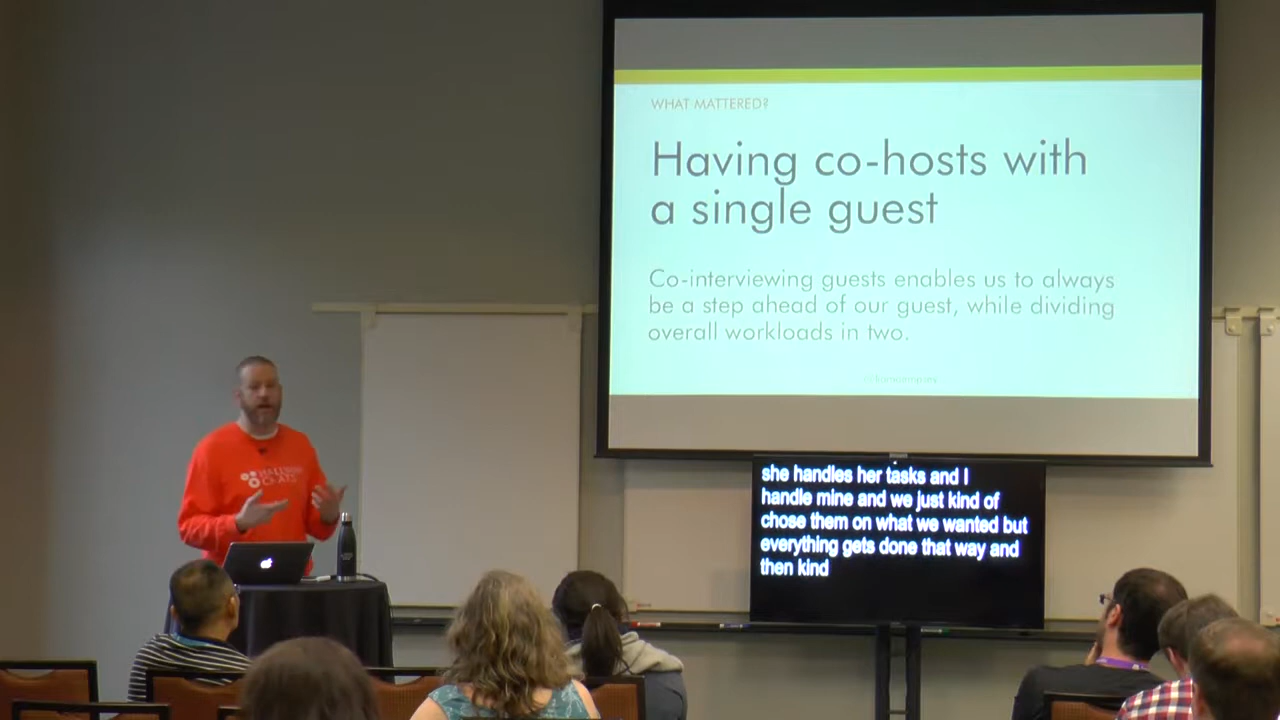 WHAT MATTERED?
Having co-hosts with
a single guest
Co-interviewing guests enables us to always
be a step ahead of our guest, while dividing
overall workloads in two.
she handles her tasks and I
handle mine and we just kind of
chose them on what we wanted but
everything gets done that way and
then kind